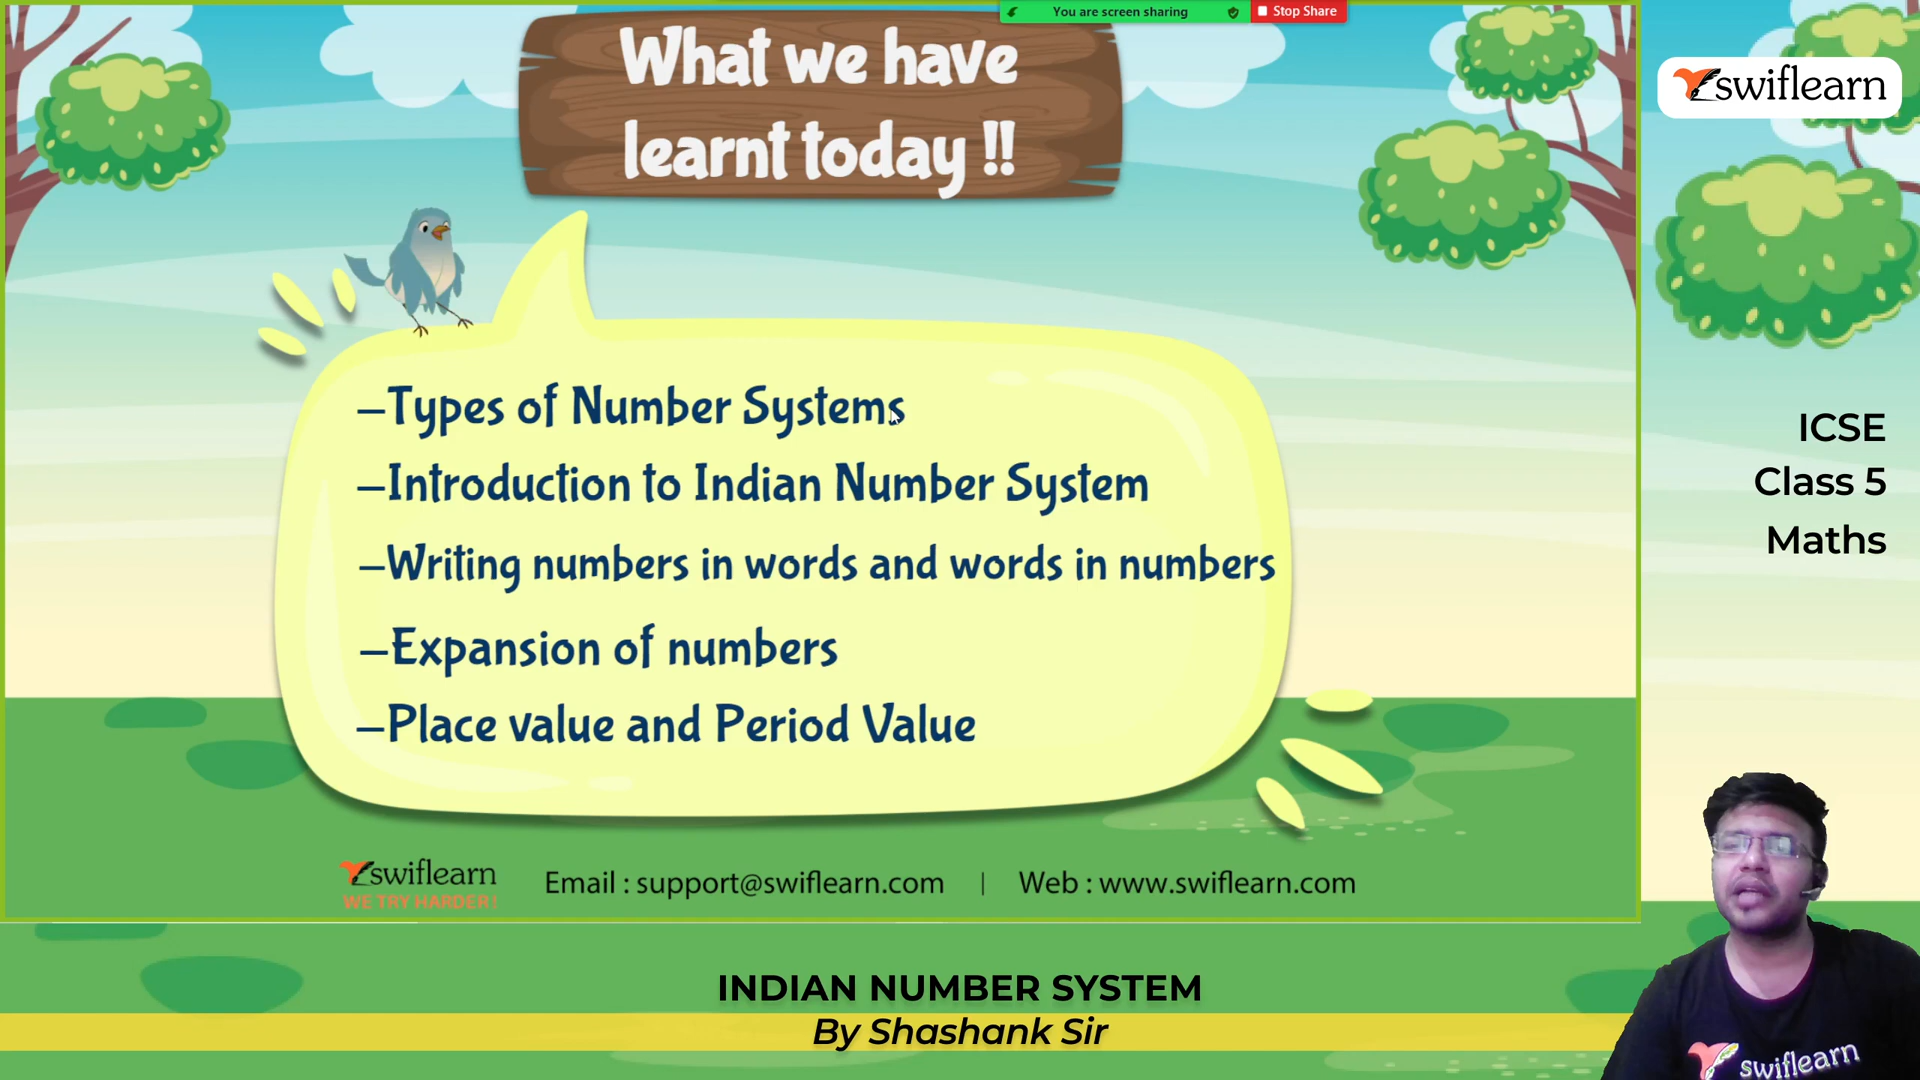 You are screen sharing
Stop Share
What we have
learnt today !!
swiflearn
–Types of Number Systems
–Introduction to Indian Number System
–Writing numbers in words and words in numbers
–Expansion of numbers
–Place value and Period Value
ICSE
Class 5
Maths
swiflearn
WE TRY HARDER!
Email : support@swiflearn.com | Web : www.swiflearn.com
INDIAN NUMBER SYSTEM
By Shashank Sir
swiflearn